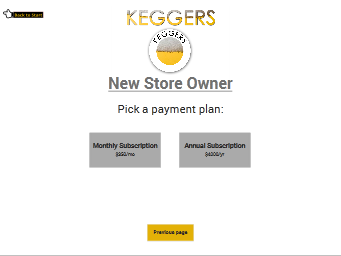 Back to Start
KEGGERS
KEGGERS
New Store Owner
Pick a payment plan:
Monthly Subscription
$350/mo
Annual Subscription
$4000/yr
Previous page